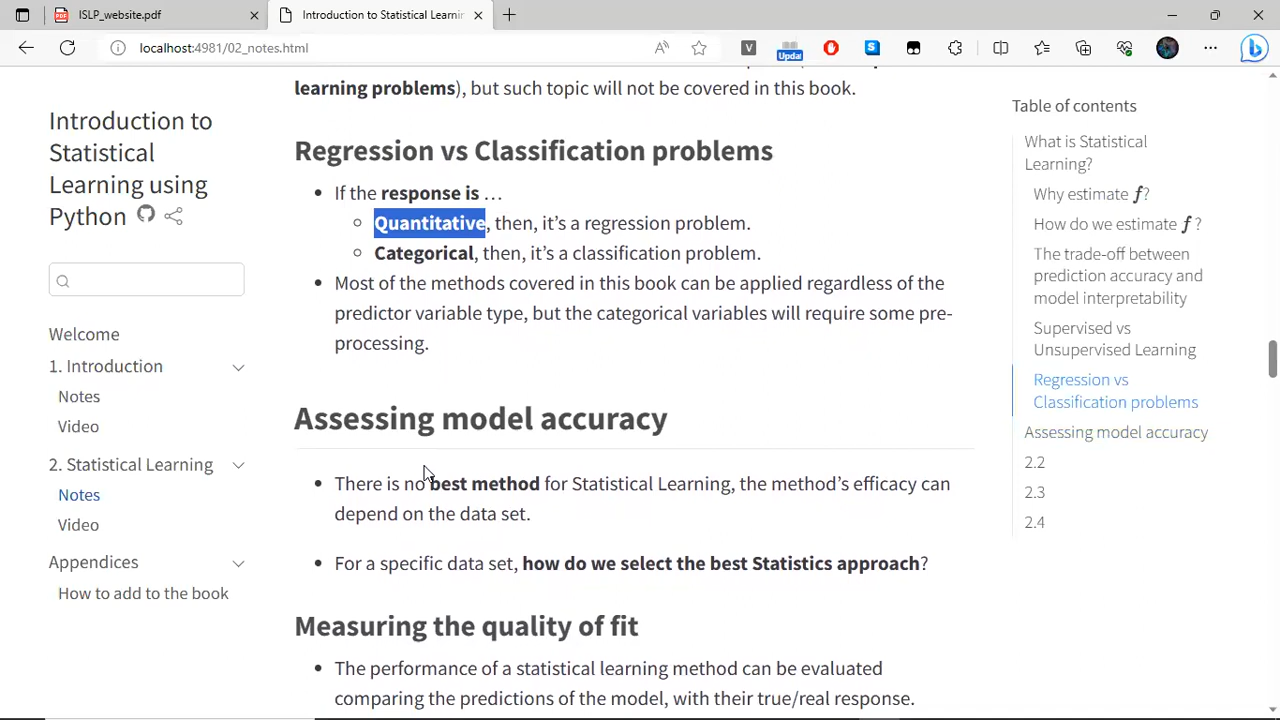 ISLP_website.pdf
Introduction to Statistical Learnin
localhost:4981/02_notes.html
Introduction to
Statistical
Learning using
Python
Welcome
1. Introduction
Notes
Video
2. Statistical Learning
Notes
Video
Appendices
How to add to the book
learning problems), but such topic will not be covered in this book.
Regression vs Classification problems
• If the response is …
Quantitative, then, it's a regression problem.
Categorical, then, it's a classification problem.
• Most of the methods covered in this book can be applied regardless of the
predictor variable type, but the categorical variables will require some pre-
processing.
Assessing model accuracy
• There is no best method for Statistical Learning, the method's efficacy can
depend on the data set.
• For a specific data set, how do we select the best Statistics approach?
Measuring the quality of fit
• The performance of a statistical learning method can be evaluated
comparing the predictions of the model, with their true/real response.
Table of contents
What is Statistical
Learning?
Why estimate f?
How do we estimate f?
The trade-off between
prediction accuracy and
model interpretability
Supervised vs
Unsupervised Learning
Regression vs
Classification problems
Assessing model accuracy
2.2
2.3
2.4